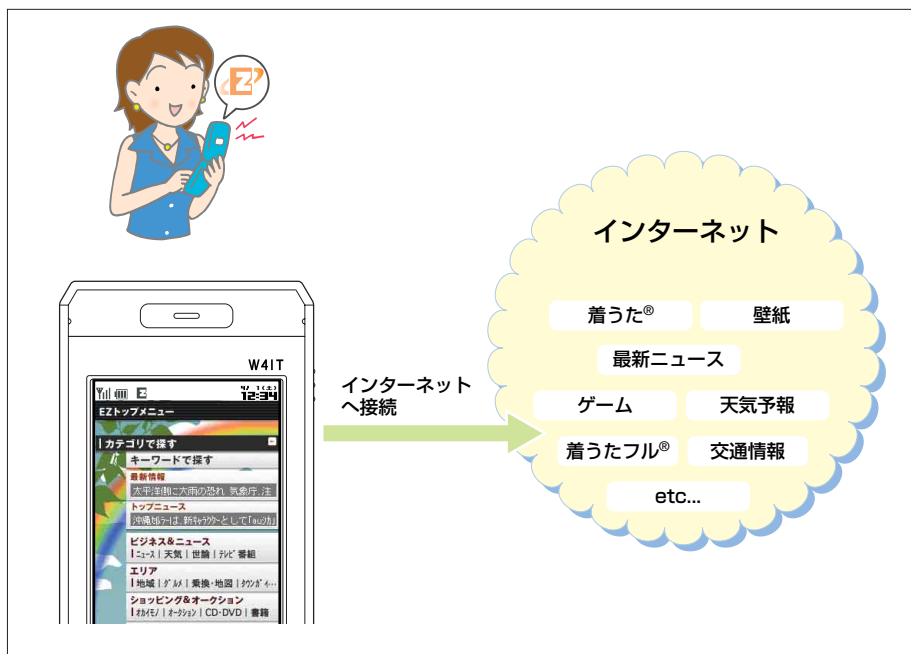 EZ
インターネット
着うた®
壁紙
最新ニュース
ゲーム
天気予報
着うたフル®
交通情報
etc...
インターネット
へ接続
W41T
4/ 1(土)
12:34
EZトップメニュー
カテゴリで探す
キーワードで探す
最新情報
太平洋側に大雨の恐れ 気象庁、注
トップニュース
ビジネス&ニュース
ニュース|天気|世論|テレビ番組
エリア
地域|グルメ|乗換・地図|タウンガイ…
ショッピング&オークション
オカイモノ|オークション|CD・DVD|書籍